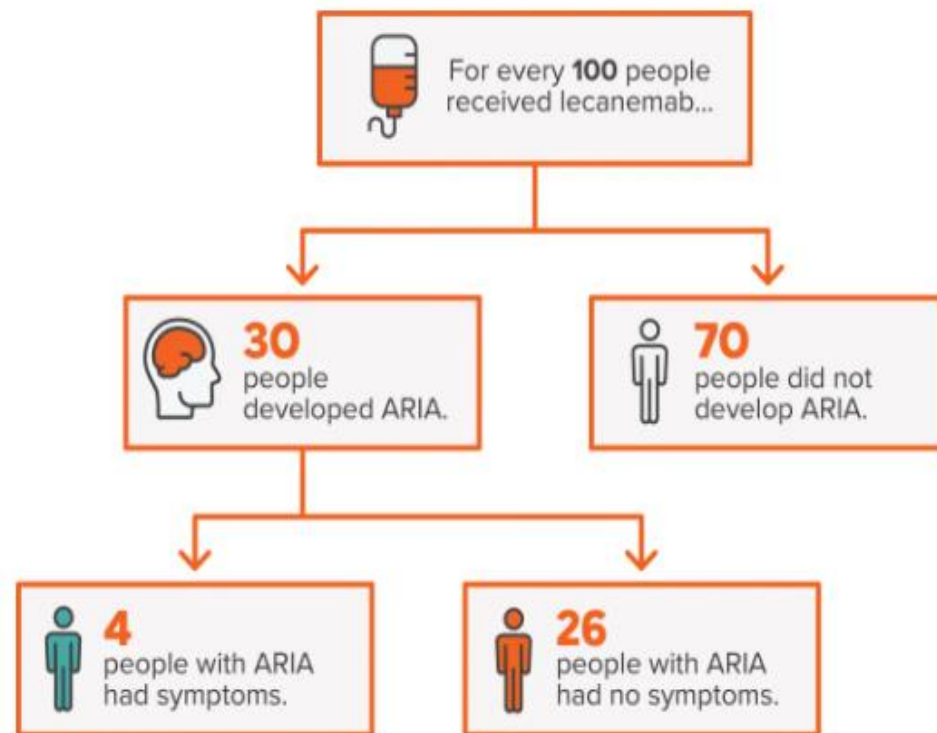 For every 100 people
received lecanemab...
30
people
developed ARIA.
70
people did not
develop ARIA.
4
people with ARIA
had symptoms.
26
people with ARIA
had no symptoms.